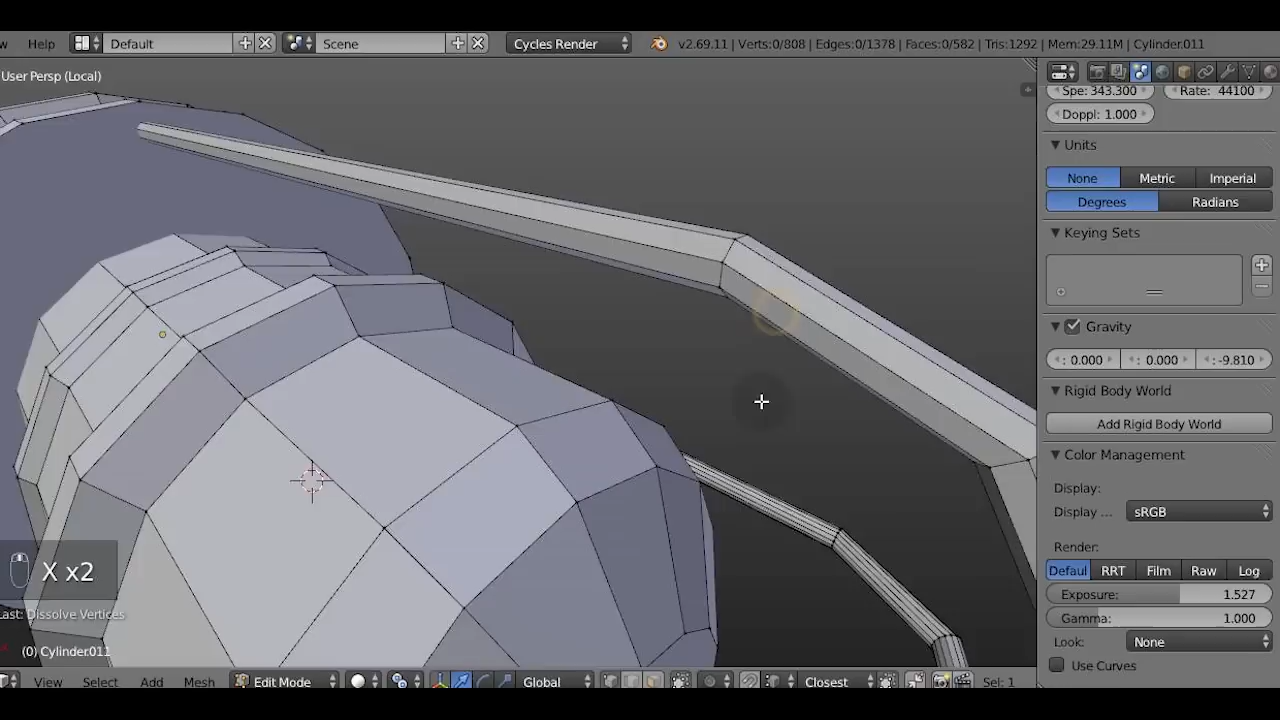 w Help Default Scene Cycles Render v2.69.11 | Verts:0/808 | Edges:0/1378 | Faces:0/582 | Tris:1292 | Mem:29.11M | Cylinder.011
User Persp (Local)
Spe: 343.300 Rate: 44100
Doppl: 1.000
Units
None Metric Imperial
Degrees Radians
Keying Sets
Gravity
: 0.000 : 0.000 : -9.810
Rigid Body World
Add Rigid Body World
Color Management
Display:
Display ... sRGB
Render:
Defaul RRT Film Raw Log
Exposure: 1.527
Gamma: 1.000
Look: None
Use Curves
X x2
Last: Dissolve Vertices
(0) Cylinder.011
View Select Add Mesh Edit Mode Global Closest Sel: 1